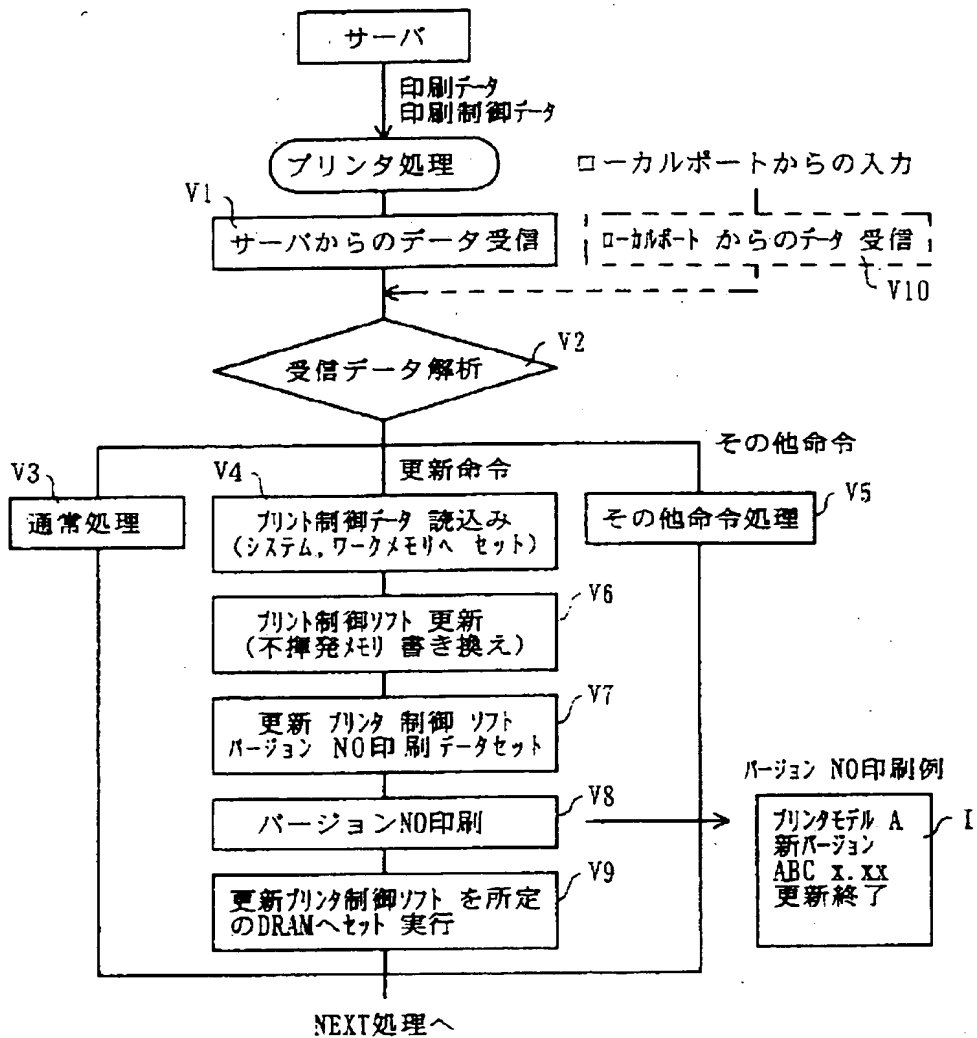 サーバ
印刷データ
印刷制御データ
プリンタ処理
ローカルポートからの入力
V1
サーバからのデータ受信
ローカルポート からのデータ 受信
V10
V2
受信データ解析
その他命令
V3
通常処理
更新命令
V4
プリント制御データ 読込み
(システム,ワークメモリへ セット)
V5
その他命令処理
V6
プリント制御ソフト 更新
(不揮発メモリ 書き換え)
V7
更新 プリンタ 制御 ソフト
バージョン NO印刷データセット
V8
バージョンNO印刷
バージョン NO印刷例
プリンタモデル A
新バージョン
ABC x.xx
更新終了
I
V9
更新プリンタ制御ソフト を所定
のDRAMへセット 実行
NEXT処理へ